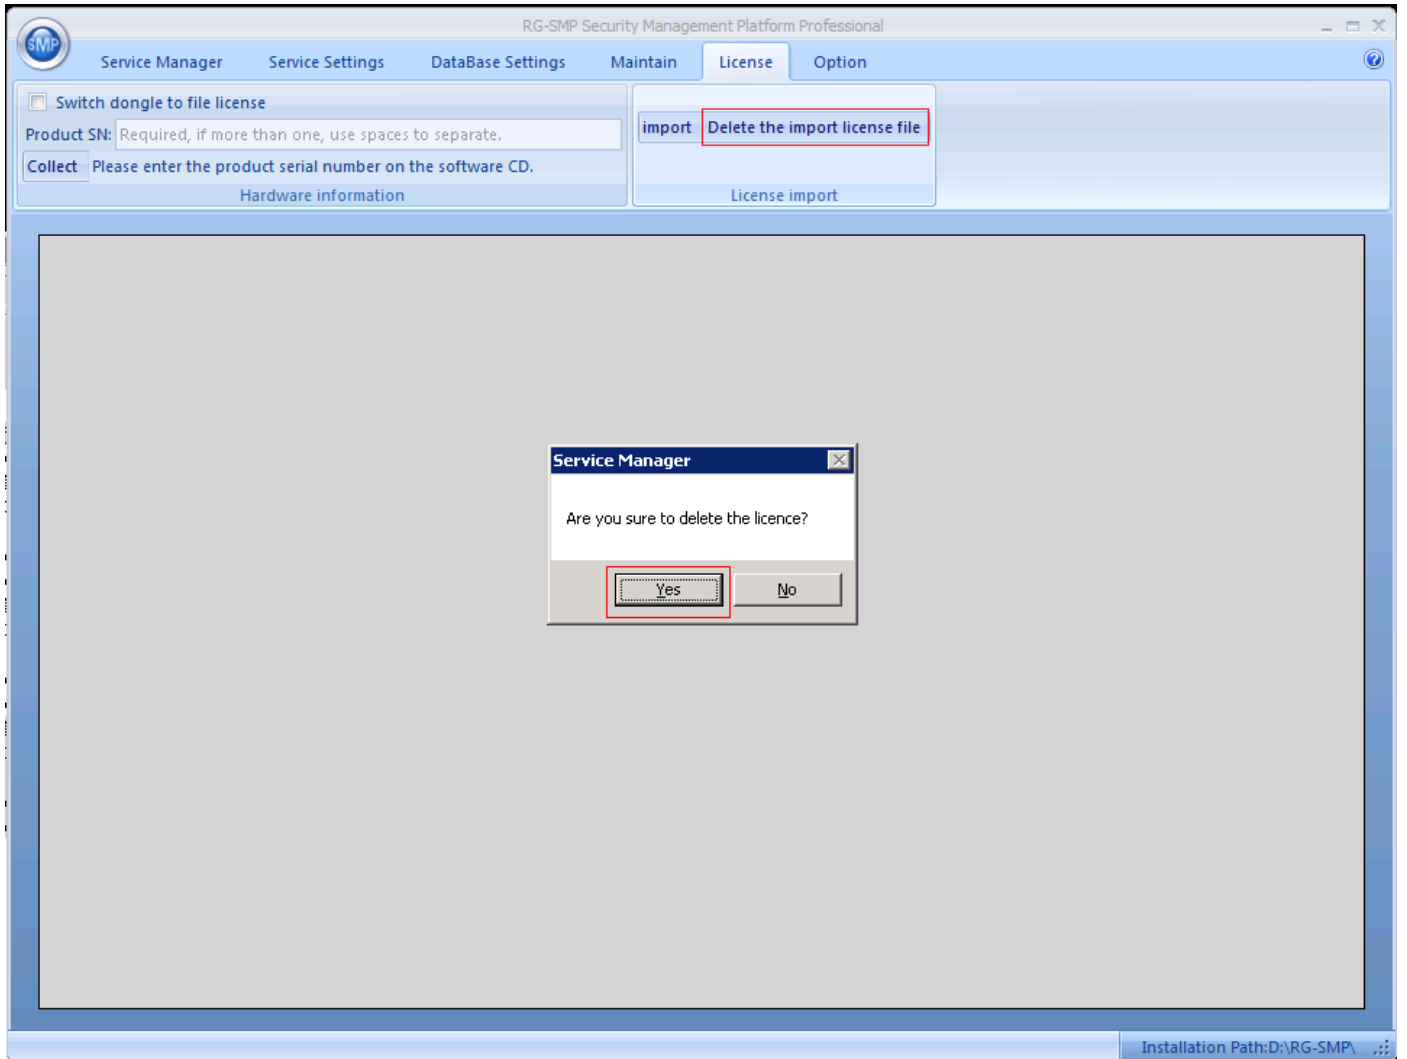 RG-SMP Security Management Platform Professional
SMP
Service Manager Service Settings DataBase Settings Maintain License Option
Switch dongle to file license
Product SN: Required, if more than one, use spaces to separate.
Collect Please enter the product serial number on the software CD.
Hardware information
import Delete the import license file
License import
Service Manager
Are you sure to delete the licence?
Yes No
Installation Path:D:\RG-SMP\